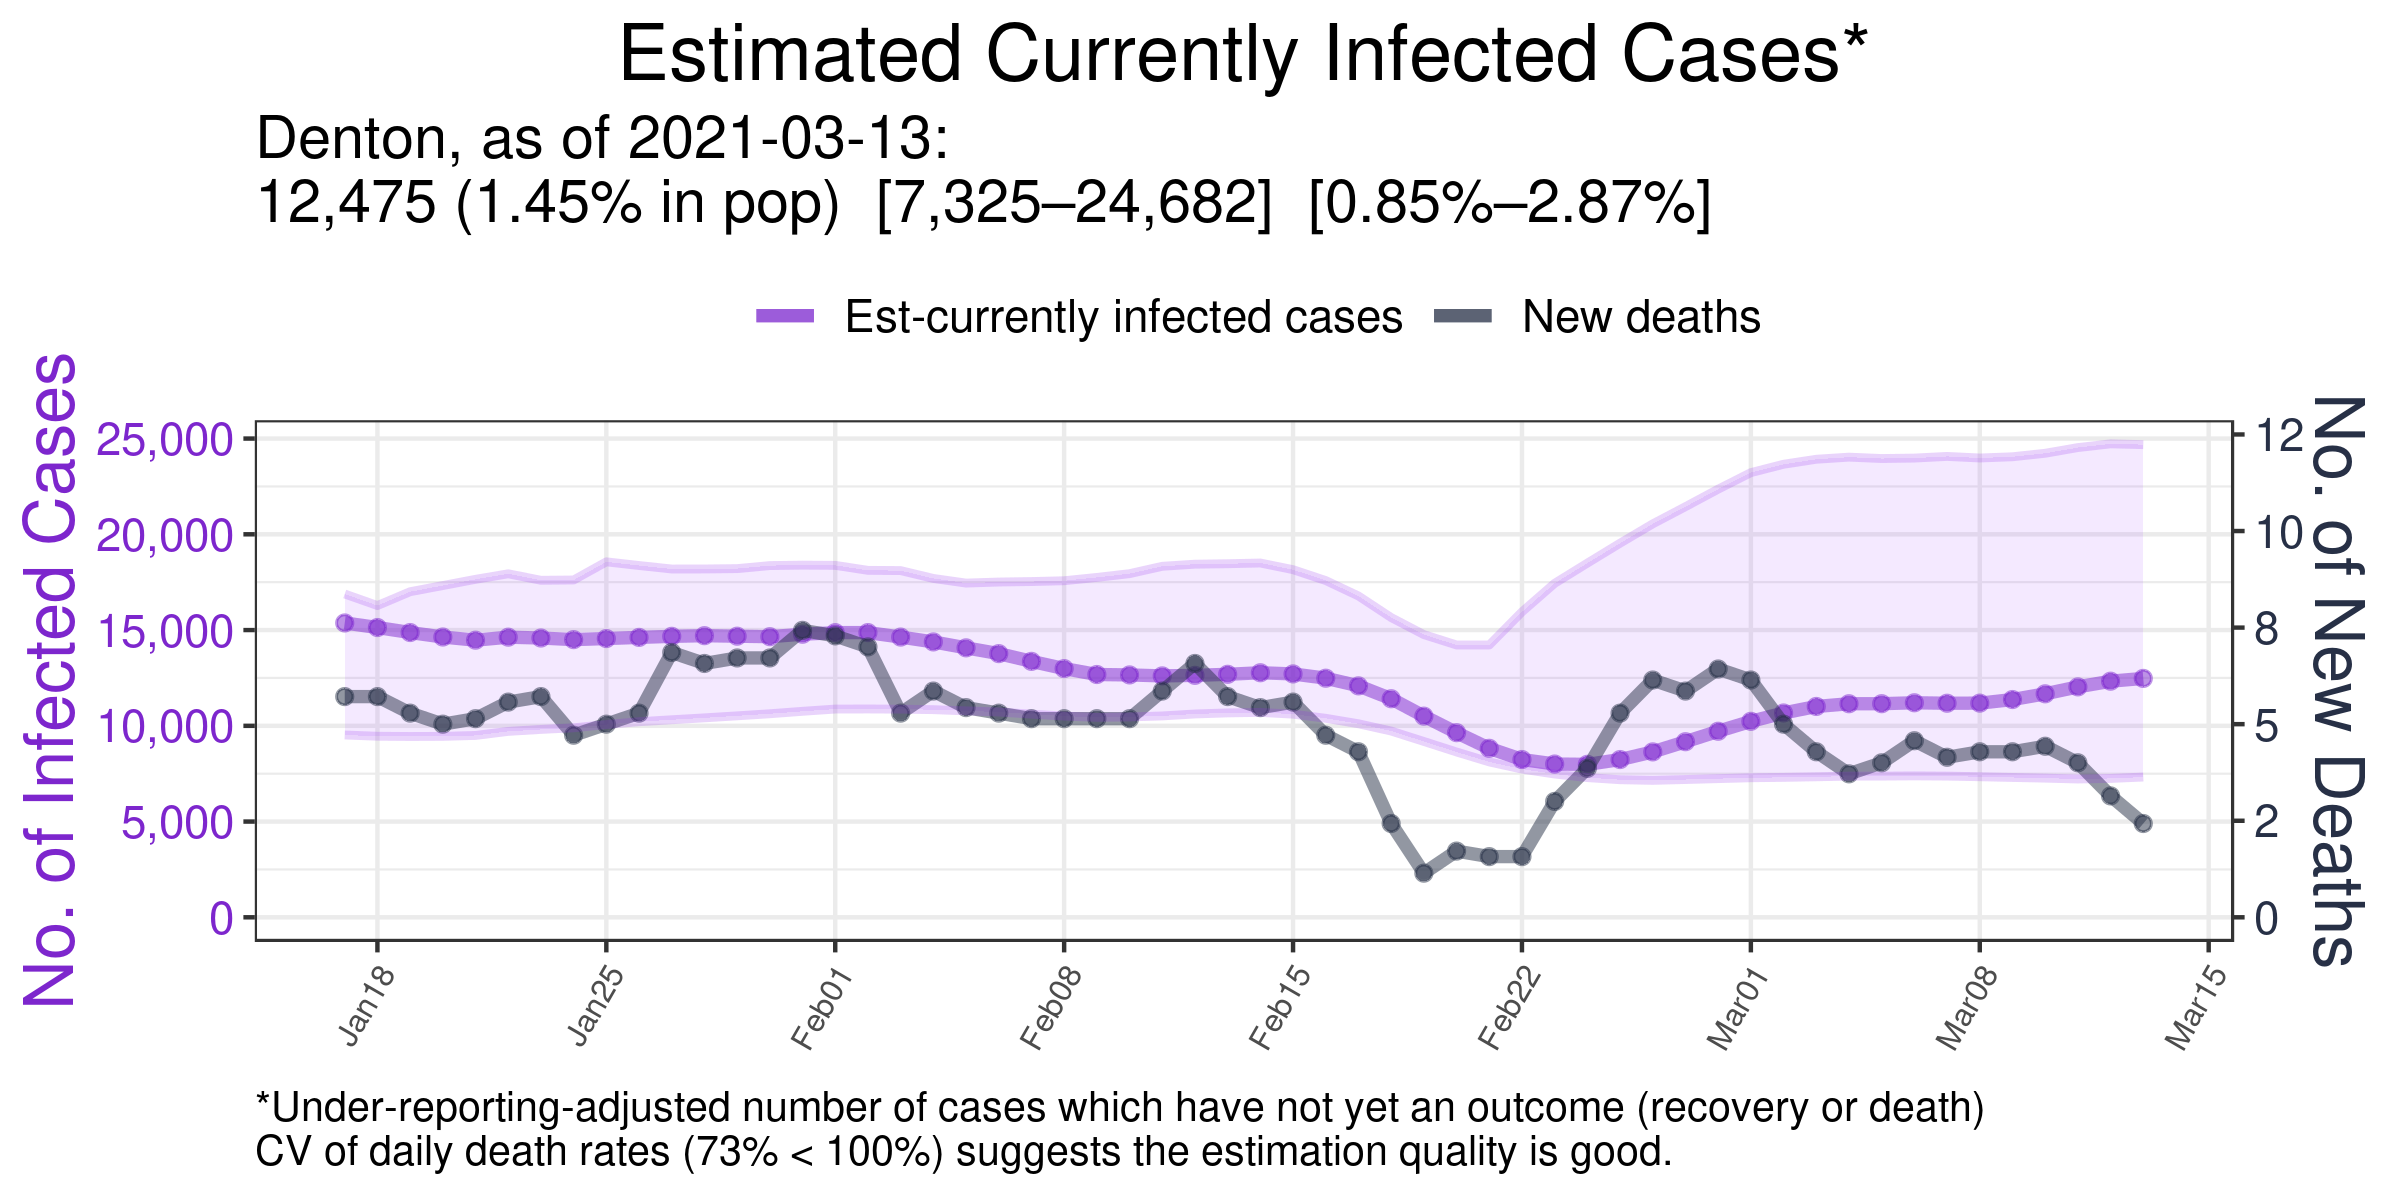 Estimated Currently Infected Cases*
Denton, as of 2021-03-13:
12,475 (1.45% in pop)  [7,325–24,682]  [0.85%–2.87%]
Est-currently infected cases
New deaths
No. of Infected Cases
25,000
20,000
15,000
10,000
5,000
0
12
10
8
5
2
0
No. of New Deaths
Jan18
Jan25
Feb01
Feb08
Feb15
Feb22
Mar01
Mar08
Mar15
*Under-reporting-adjusted number of cases which have not yet an outcome (recovery or death)
CV of daily death rates (73% < 100%) suggests the estimation quality is good.